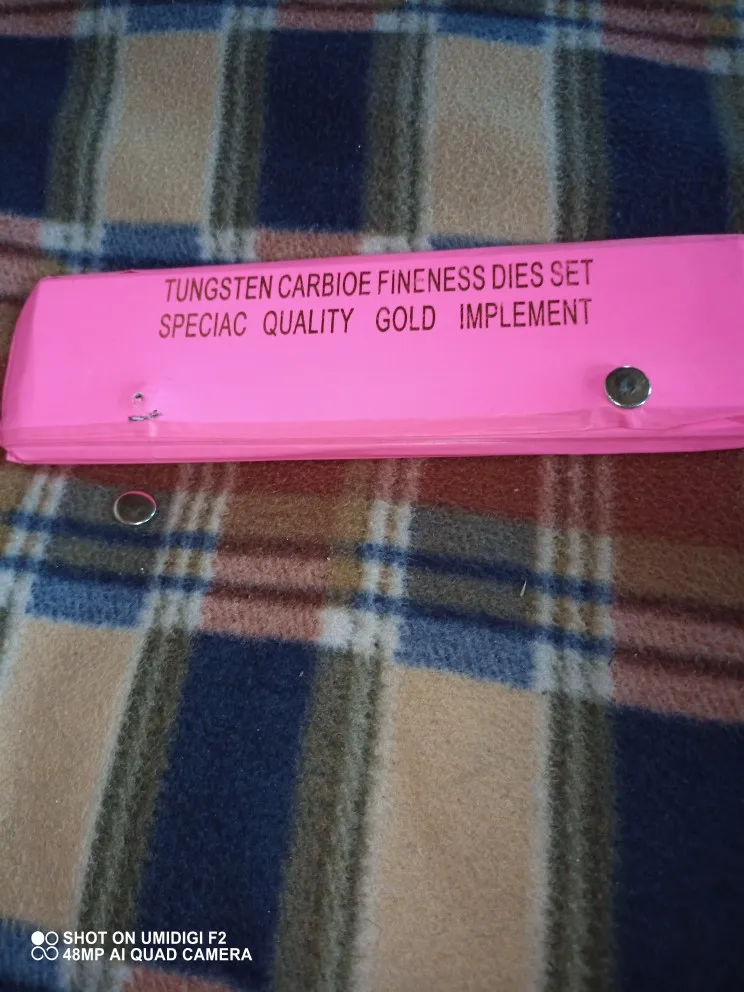 TUNGSTEN CARBIOE FINENESS DIES SET
SPECIAC QUALITY GOLD IMPLEMENT
SHOT ON UMIDIGI F2
48MP AI QUAD CAMERA